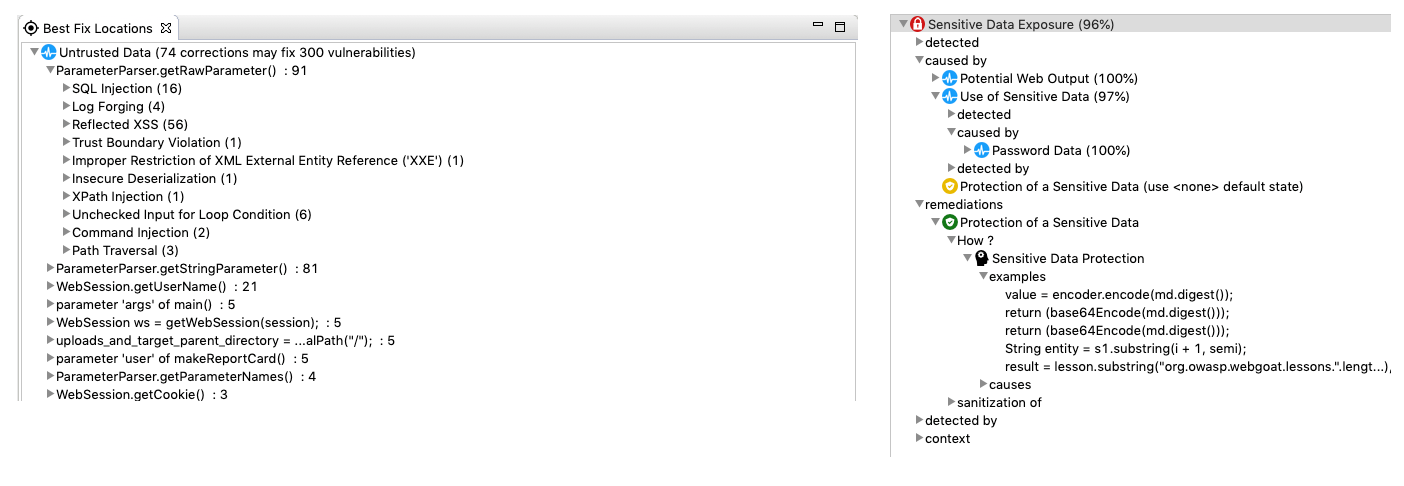 Best Fix Locations
Untrusted Data (74 corrections may fix 300 vulnerabilities)
ParameterParser.getRawParameter() : 91
SQL Injection (16)
Log Forging (4)
Reflected XSS (56)
Trust Boundary Violation (1)
Improper Restriction of XML External Entity Reference ('XXE') (1)
Insecure Deserialization (1)
XPath Injection (1)
Unchecked Input for Loop Condition (6)
Command Injection (2)
Path Traversal (3)
ParameterParser.getStringParameter() : 81
WebSession.getUserName() : 21
parameter 'args' of main() : 5
WebSession ws = getWebSession(session); : 5
uploads_and_target_parent_directory = ...alPath("/"); : 5
parameter 'user' of makeReportCard() : 5
ParameterParser.getParameterNames() : 4
WebSession.getCookie() : 3
Sensitive Data Exposure (96%)
detected
caused by
Potential Web Output (100%)
Use of Sensitive Data (97%)
detected
caused by
Password Data (100%)
detected by
Protection of a Sensitive Data (use <none> default state)
remediations
Protection of a Sensitive Data
How ?
Sensitive Data Protection
examples
value = encoder.encode(md.digest());
return (base64Encode(md.digest()));
return (base64Encode(md.digest()));
String entity = s1.substring(i + 1, semi);
result = lesson.substring("org.owasp.webgoat.lessons.".lengt...),
causes
sanitization of
detected by
context